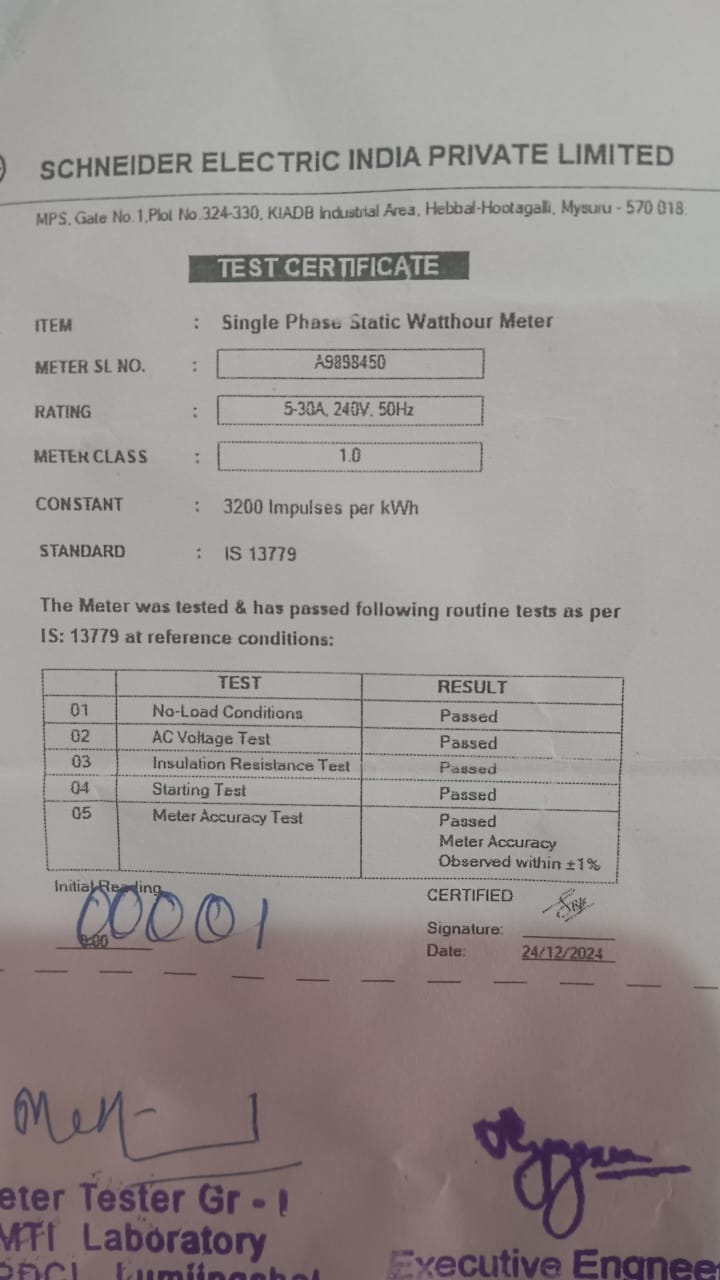 SCHNEIDER ELECTRIC INDIA PRIVATE LIMITED
MPS, Gate No.1,Plot No.324-330, KIADB Industrial Area, Hebbal-Hootagalli, Mysuru - 570 018.
TEST CERTIFICATE
ITEM : Single Phase Static Watthour Meter
METER SL NO. : A9898450
RATING : 5-30A, 240V, 50Hz
METER CLASS : 1.0
CONSTANT : 3200 Impulses per kWh
STANDARD : IS 13779
The Meter was tested & has passed following routine tests as per
IS: 13779 at reference conditions:
TEST RESULT
01 No-Load Conditions Passed
02 AC Voltage Test Passed
03 Insulation Resistance Test Passed
04 Starting Test Passed
05 Meter Accuracy Test Passed
Meter Accuracy
Observed within ±1%
Initial Reading CERTIFIED
00001
Signature:
0.00
Date: 24/12/2024
eter Tester Gr - I
MTI Laboratory
Executive Enginee